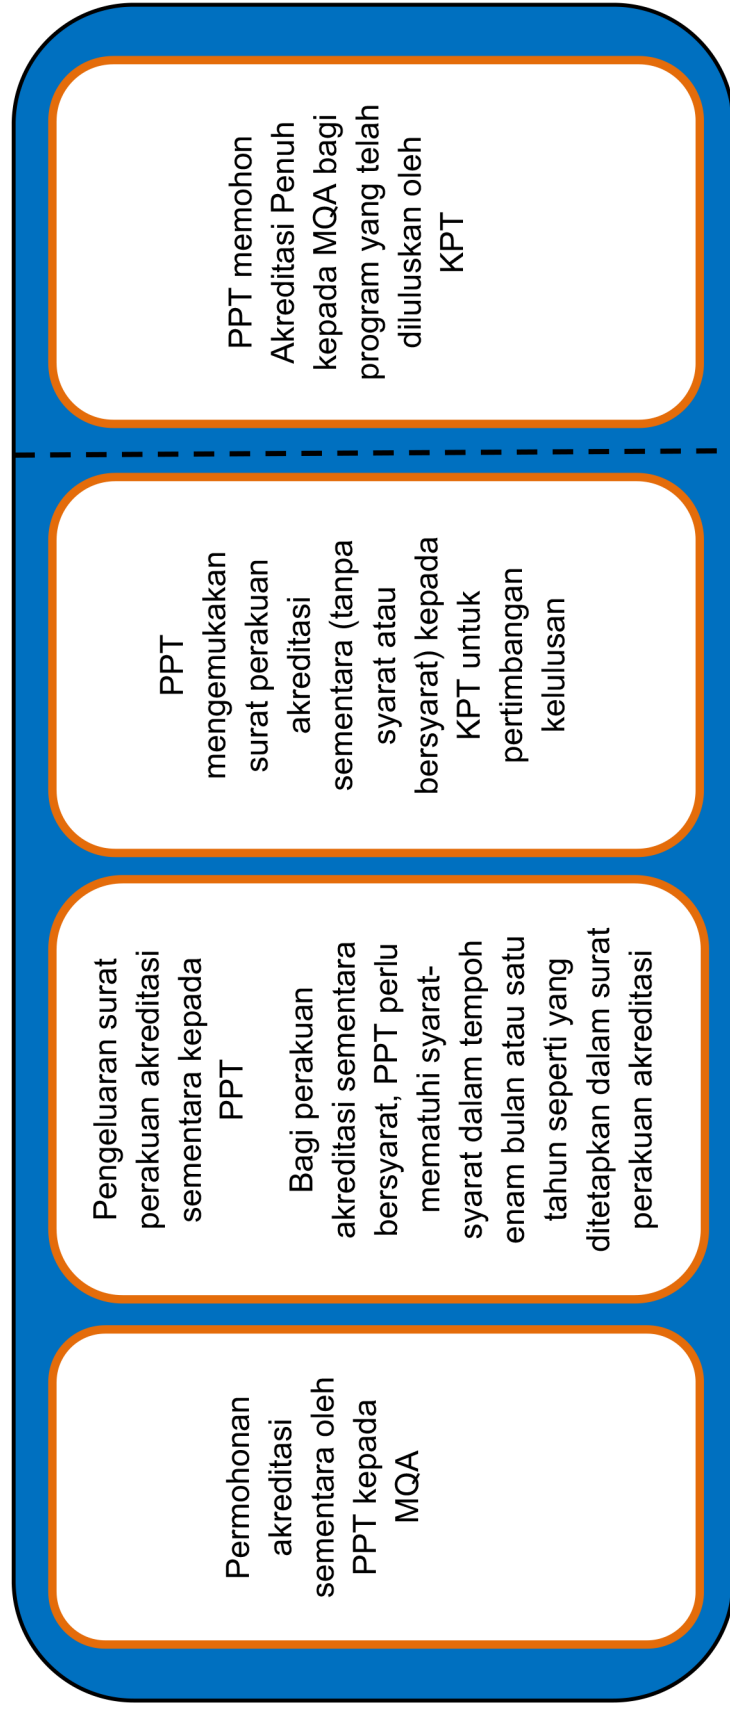 Permohonan
akreditasi
sementara oleh
PPT kepada
MQA
Pengeluaran surat
perakuan akreditasi
sementara kepada
PPT
Bagi perakuan
akreditasi sementara
bersyarat, PPT perlu
mematuhi syarat-
syarat dalam tempoh
enam bulan atau satu
tahun seperti yang
ditetapkan dalam surat
perakuan akreditasi
PPT
mengemukakan
surat perakuan
akreditasi
sementara (tanpa
syarat atau
bersyarat) kepada
KPT untuk
pertimbangan
kelulusan
PPT memohon
Akreditasi Penuh
kepada MQA bagi
program yang telah
diluluskan oleh
KPT